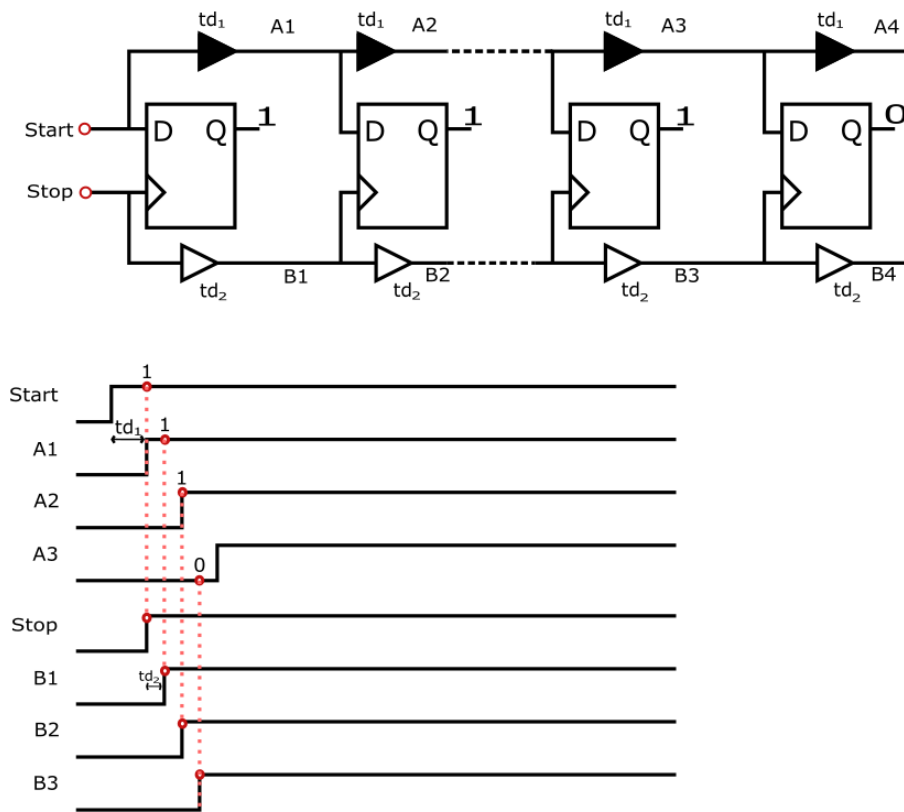 td₁ A1 td₁ A2 td₁ A3 td₁ A4
Start D Q 1 D Q 1 D Q 1 D Q 0
Stop
td₂ B1 td₂ B2 td₂ B3 td₂ B4
Start 1
A1 td₁ 1
A2 1
A3 0
Stop
B1 td₂
B2
B3